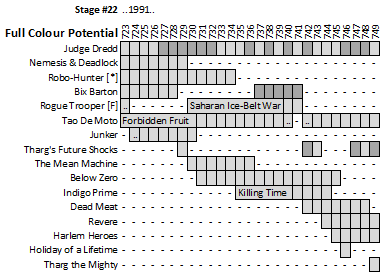 Stage #22 ..1991..
Full Colour Potential 723 724 725 726 727 728 729 730 731 732 733 734 735 736 737 738 739 740 741 742 743 744 745 746 747 748 749
Judge Dredd
Nemesis & Deadlock
Robo-Hunter [*]
Bix Barton
Rogue Trooper [F] .. Saharan Ice-Belt War
Tao De Moto Forbidden Fruit .. ..
Junker ..
Tharg's Future Shocks
The Mean Machine
Below Zero
Indigo Prime Killing Time
Dead Meat
Revere
Harlem Heroes
Holiday of a Lifetime
Tharg the Mighty